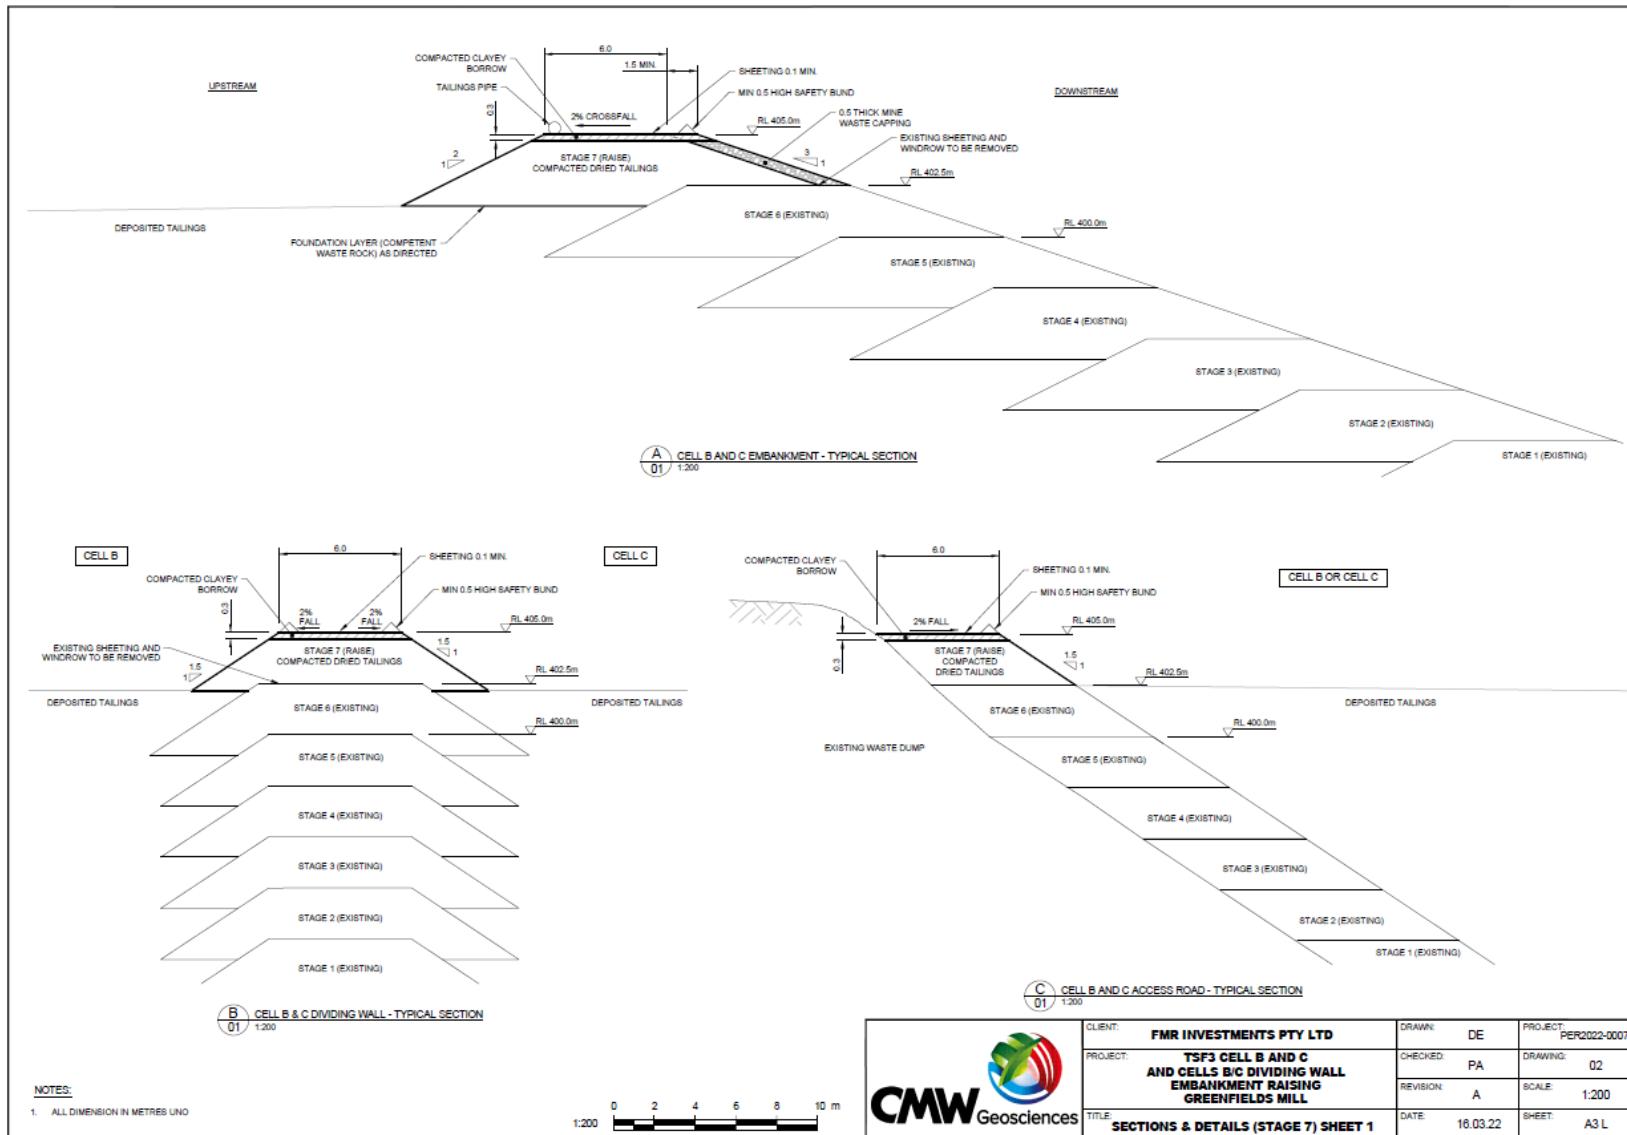 UPSTREAM
DOWNSTREAM
6.0
1.5 MIN.
COMPACTED CLAYEY
BORROW
TAILINGS PIPE
0.3
2% CROSSFALL
SHEETING 0.1 MIN.
MIN 0.5 HIGH SAFETY BUND
RL 405.0m
0.5 THICK MINE
WASTE CAPPING
EXISTING SHEETING AND
WINDROW TO BE REMOVED
2
1
3
1
STAGE 7 (RAISE)
COMPACTED DRIED TAILINGS
RL 402.5m
DEPOSITED TAILINGS
FOUNDATION LAYER (COMPETENT
WASTE ROCK) AS DIRECTED
STAGE 6 (EXISTING)
RL 400.0m
STAGE 5 (EXISTING)
STAGE 4 (EXISTING)
STAGE 3 (EXISTING)
STAGE 2 (EXISTING)
STAGE 1 (EXISTING)
A
01
CELL B AND C EMBANKMENT - TYPICAL SECTION
1:200
CELL B
CELL C
6.0
SHEETING 0.1 MIN.
COMPACTED CLAYEY
BORROW
MIN 0.5 HIGH SAFETY BUND
0.3
2%
FALL
2%
FALL
RL 405.0m
EXISTING SHEETING AND
WINDROW TO BE REMOVED
STAGE 7 (RAISE)
COMPACTED DRIED TAILINGS
1.5
1
1.5
1
RL 402.5m
DEPOSITED TAILINGS
DEPOSITED TAILINGS
STAGE 6 (EXISTING)
RL 400.0m
STAGE 5 (EXISTING)
STAGE 4 (EXISTING)
STAGE 3 (EXISTING)
STAGE 2 (EXISTING)
STAGE 1 (EXISTING)
B
01
CELL B & C DIVIDING WALL - TYPICAL SECTION
1:200
6.0
COMPACTED CLAYEY
BORROW
SHEETING 0.1 MIN.
CELL B OR CELL C
MIN 0.5 HIGH SAFETY BUND
2% FALL
RL 405.0m
0.3
STAGE 7 (RAISE)
COMPACTED
DRIED TAILINGS
1.5
1
RL 402.5m
DEPOSITED TAILINGS
STAGE 6 (EXISTING)
RL 400.0m
EXISTING WASTE DUMP
STAGE 5 (EXISTING)
STAGE 4 (EXISTING)
STAGE 3 (EXISTING)
STAGE 2 (EXISTING)
STAGE 1 (EXISTING)
C
01
CELL B AND C ACCESS ROAD - TYPICAL SECTION
1:200
NOTES:
1. ALL DIMENSION IN METRES UNO
1:200
0 2 4 6 8 10 m
CMW Geosciences
CLIENT: FMR INVESTMENTS PTY LTD
PROJECT: TSF3 CELL B AND C
AND CELLS B/C DIVIDING WALL
EMBANKMENT RAISING
GREENFIELDS MILL
TITLE: SECTIONS & DETAILS (STAGE 7) SHEET 1
DRAWN: DE
CHECKED: PA
REVISION: A
DATE: 16.03.22
PROJECT: PER2022-0007
DRAWING: 02
SCALE: 1:200
SHEET: A3 L